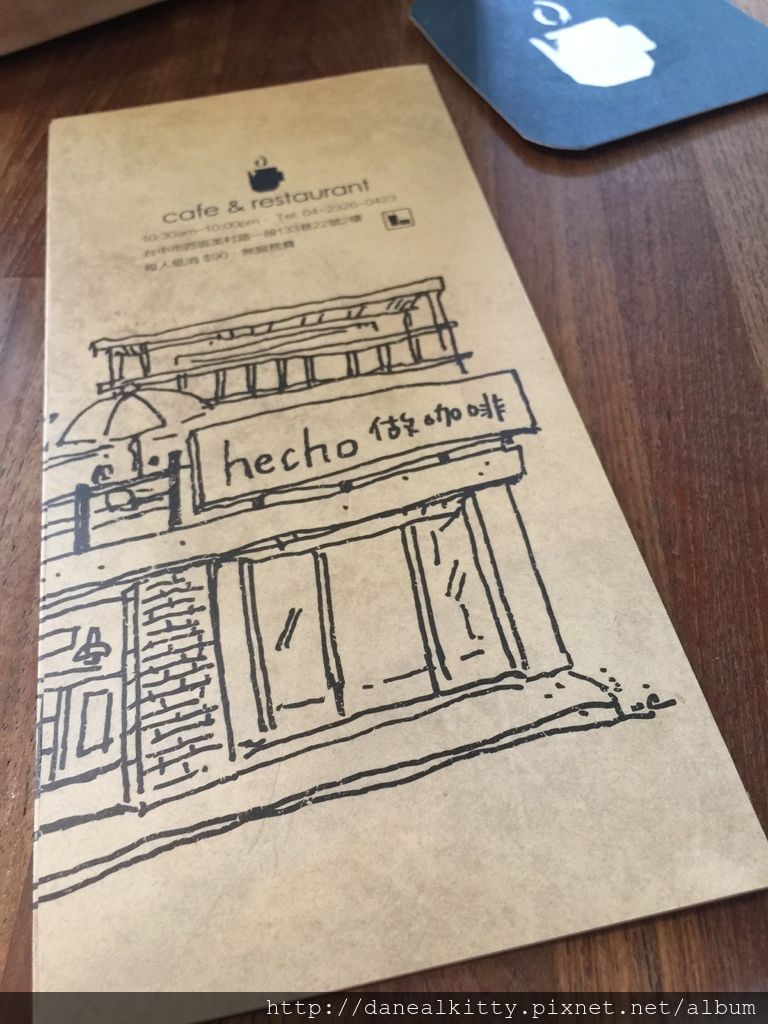 cafe & restaurant
10:30am-10:00pm · Tel: 04-2326-0423
台中市西區美村路一段133巷22號2樓
每人低消 $90 · 無服務費
hecho 做咖啡
http://danealkitty.pixnet.net/album